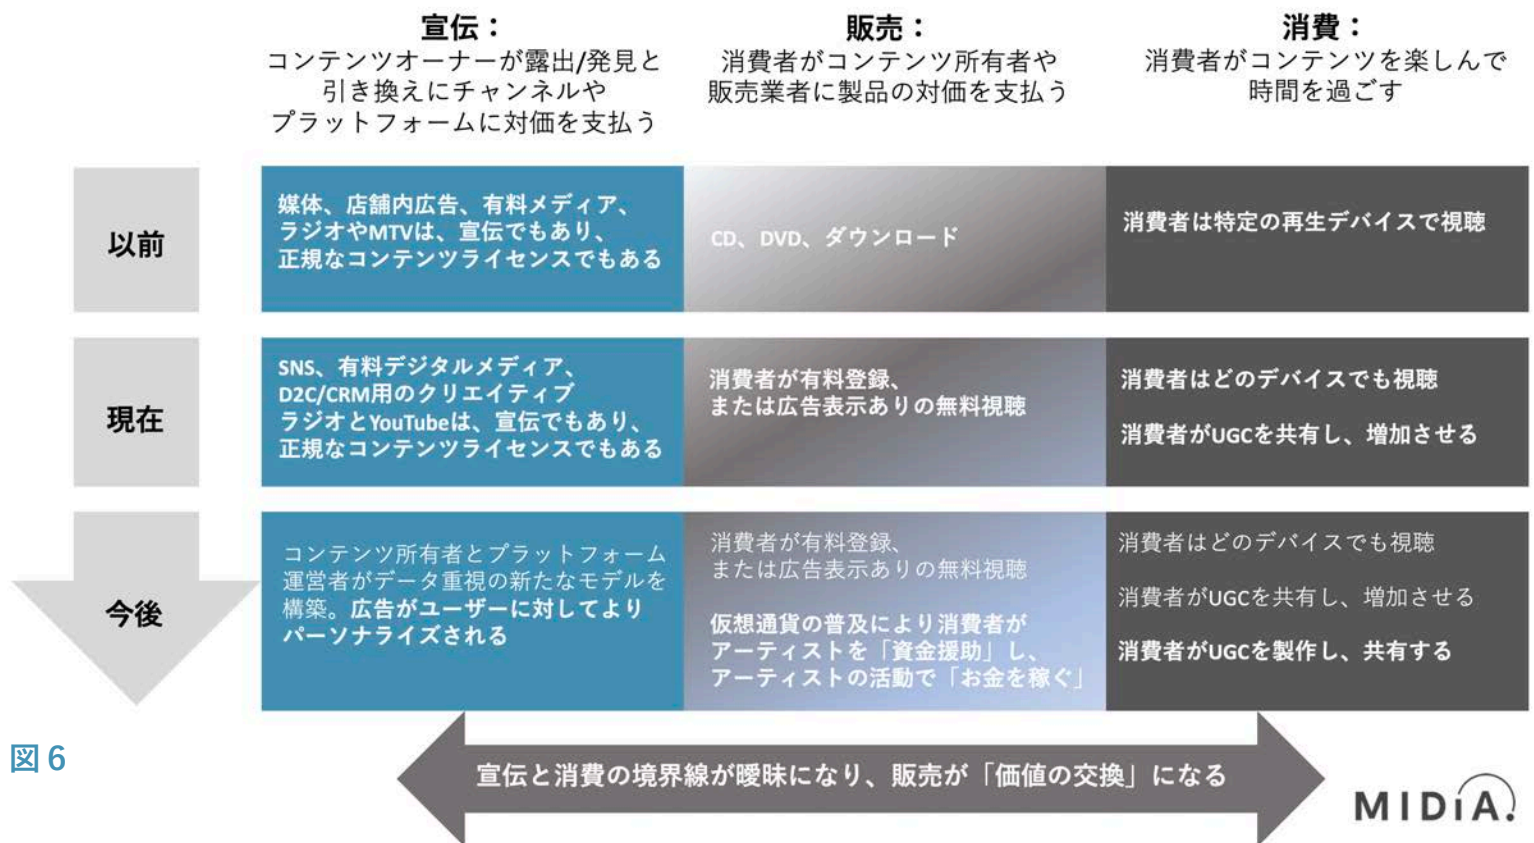 宣伝：
コンテンツオーナーが露出/発見と
引き換えにチャンネルや
プラットフォームに対価を支払う
販売：
消費者がコンテンツ所有者や
販売業者に製品の対価を支払う
消費：
消費者がコンテンツを楽しんで
時間を過ごす
以前
媒体、店舗内広告、有料メディア、
ラジオやMTVは、宣伝でもあり、
正規なコンテンツライセンスでもある
CD、DVD、ダウンロード
消費者は特定の再生デバイスで視聴
現在
SNS、有料デジタルメディア、
D2C/CRM用のクリエイティブ
ラジオとYouTubeは、宣伝でもあり、
正規なコンテンツライセンスでもある
消費者が有料登録、
または広告表示ありの無料視聴
消費者はどのデバイスでも視聴
消費者がUGCを共有し、増加させる
今後
コンテンツ所有者とプラットフォーム
運営者がデータ重視の新たなモデルを
構築。広告がユーザーに対してより
パーソナライズされる
消費者が有料登録、
または広告表示ありの無料視聴
仮想通貨の普及により消費者が
アーティストを「資金援助」し、
アーティストの活動で「お金を稼ぐ」
消費者はどのデバイスでも視聴
消費者がUGCを共有し、増加させる
消費者がUGCを製作し、共有する
宣伝と消費の境界線が曖昧になり、販売が「価値の交換」になる
図6
MIDiA.